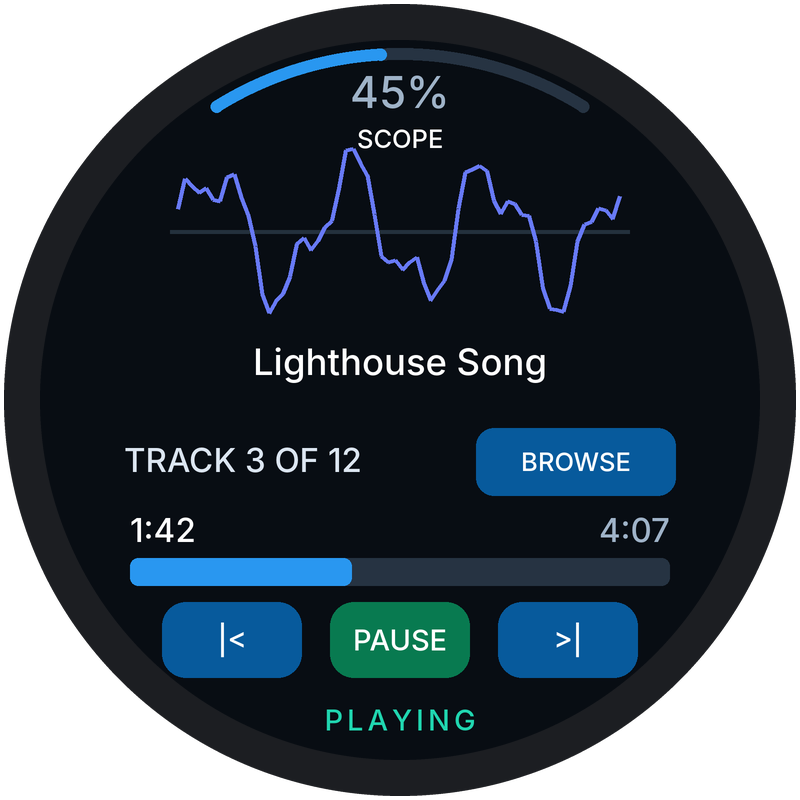 45%
SCOPE
Lighthouse Song
TRACK 3 OF 12 BROWSE
1:42 4:07
|< PAUSE >|
PLAYING